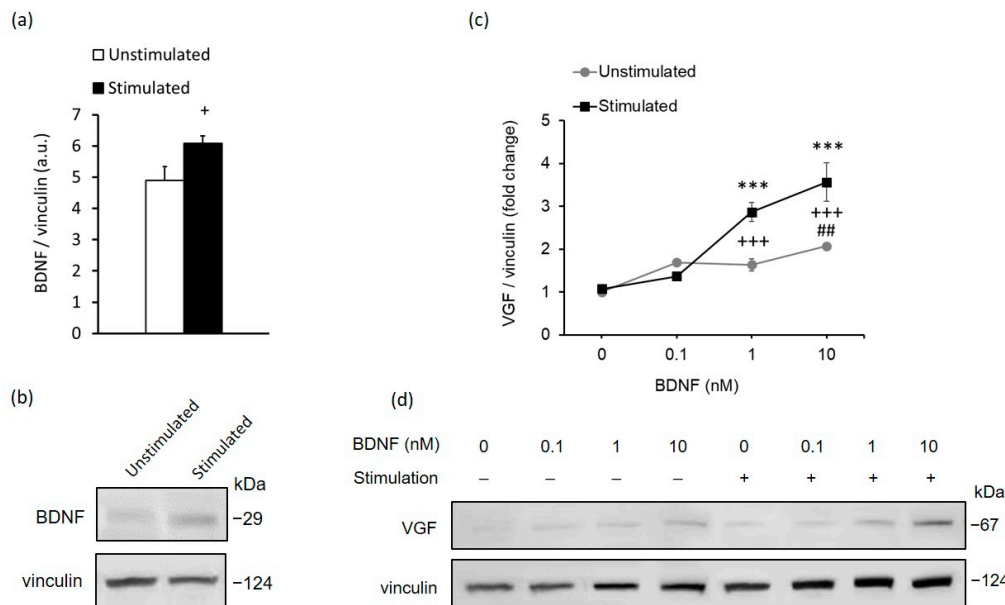 (a)
Unstimulated
Stimulated
+
7
6
5
4
3
2
1
0
BDNF / vinculin (a.u.)
(c)
Unstimulated
Stimulated
5
4
3
2
1
0
VGF / vinculin (fold change)
***
***
+++
+++
##
0 0.1 1 10
BDNF (nM)
(b)
Unstimulated
Stimulated
kDa
BDNF −29
vinculin −124
(d)
BDNF (nM) 0 0.1 1 10 0 0.1 1 10
Stimulation − − − − + + + +
kDa
VGF −67
vinculin −124